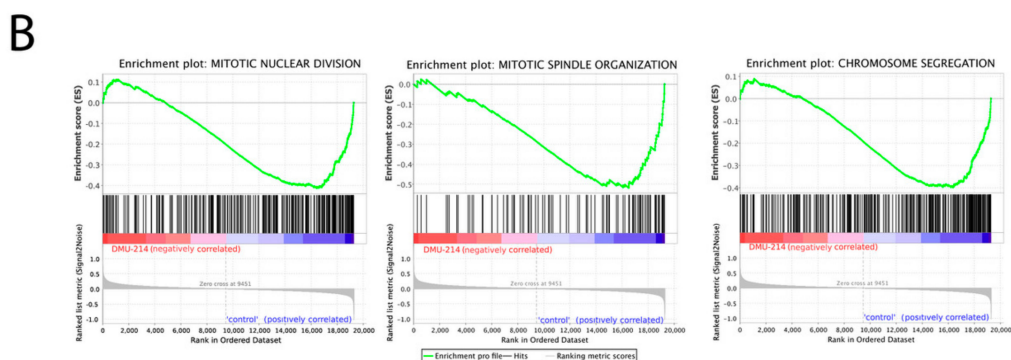 B
Enrichment plot: MITOTIC NUCLEAR DIVISION
Enrichment score (ES)
0.1
0.0
-0.1
-0.2
-0.3
-0.4
DMU-214 (negatively correlated)
Ranked list metric (Signal2Noise)
1.0
0.5
0.0
-0.5
-1.0
Zero cross at 9451
'control' (positively correlated)
0 2,000 4,000 6,000 8,000 10,000 12,000 14,000 16,000 18,000 20,000
Rank in Ordered Dataset
Enrichment plot: MITOTIC SPINDLE ORGANIZATION
Enrichment score (ES)
0.0
-0.1
-0.2
-0.3
-0.4
-0.5
DMU-214 (negatively correlated)
Ranked list metric (Signal2Noise)
1.0
0.5
0.0
-0.5
-1.0
Zero cross at 9451
'control' (positively correlated)
0 2,000 4,000 6,000 8,000 10,000 12,000 14,000 16,000 18,000 20,000
Rank in Ordered Dataset
Enrichment plot: CHROMOSOME SEGREGATION
Enrichment score (ES)
0.1
0.0
-0.1
-0.2
-0.3
-0.4
DMU-214 (negatively correlated)
Ranked list metric (Signal2Noise)
1.0
0.5
0.0
-0.5
-1.0
Zero cross at 9451
'control' (positively correlated)
0 2,000 4,000 6,000 8,000 10,000 12,000 14,000 16,000 18,000 20,000
Rank in Ordered Dataset
Enrichment pro file Hits Ranking metric scores